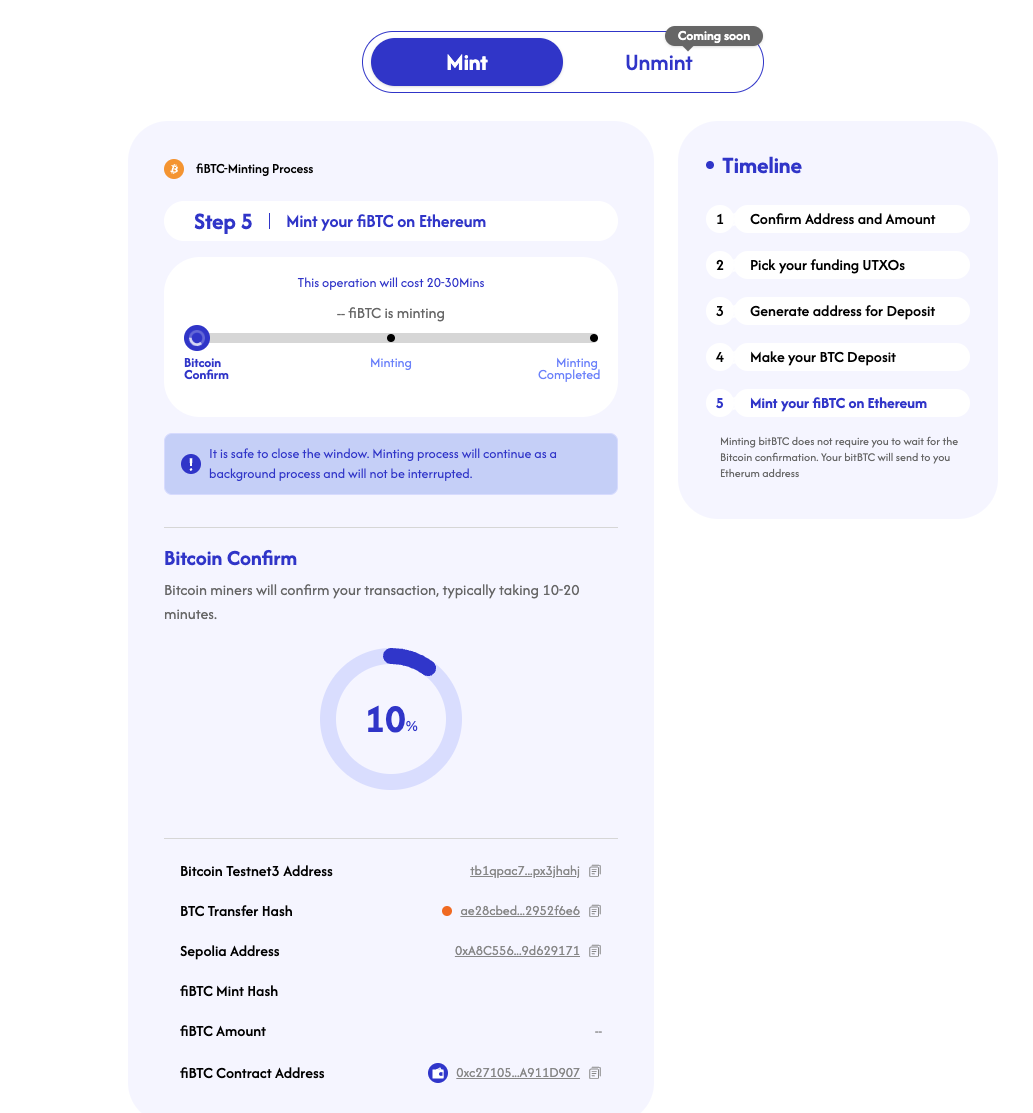 Coming soon
Mint
Unmint
fiBTC-Minting Process
Step 5 | Mint your fiBTC on Ethereum
This operation will cost 20-30Mins
-- fiBTC is minting
Bitcoin
Confirm
Minting
Minting
Completed
It is safe to close the window. Minting process will continue as a
background process and will not be interrupted.
Bitcoin Confirm
Bitcoin miners will confirm your transaction, typically taking 10-20
minutes.
10%
Bitcoin Testnet3 Address tb1qpac7...px3jhahj
BTC Transfer Hash ae28cbed...2952f6e6
Sepolia Address 0xA8C556...9d629171
fiBTC Mint Hash
fiBTC Amount --
fiBTC Contract Address 0xc27105...A911D907
Timeline
1 Confirm Address and Amount
2 Pick your funding UTXOs
3 Generate address for Deposit
4 Make your BTC Deposit
5 Mint your fiBTC on Ethereum
Minting bitBTC does not require you to wait for the
Bitcoin confirmation. Your bitBTC will send to you
Etherum address